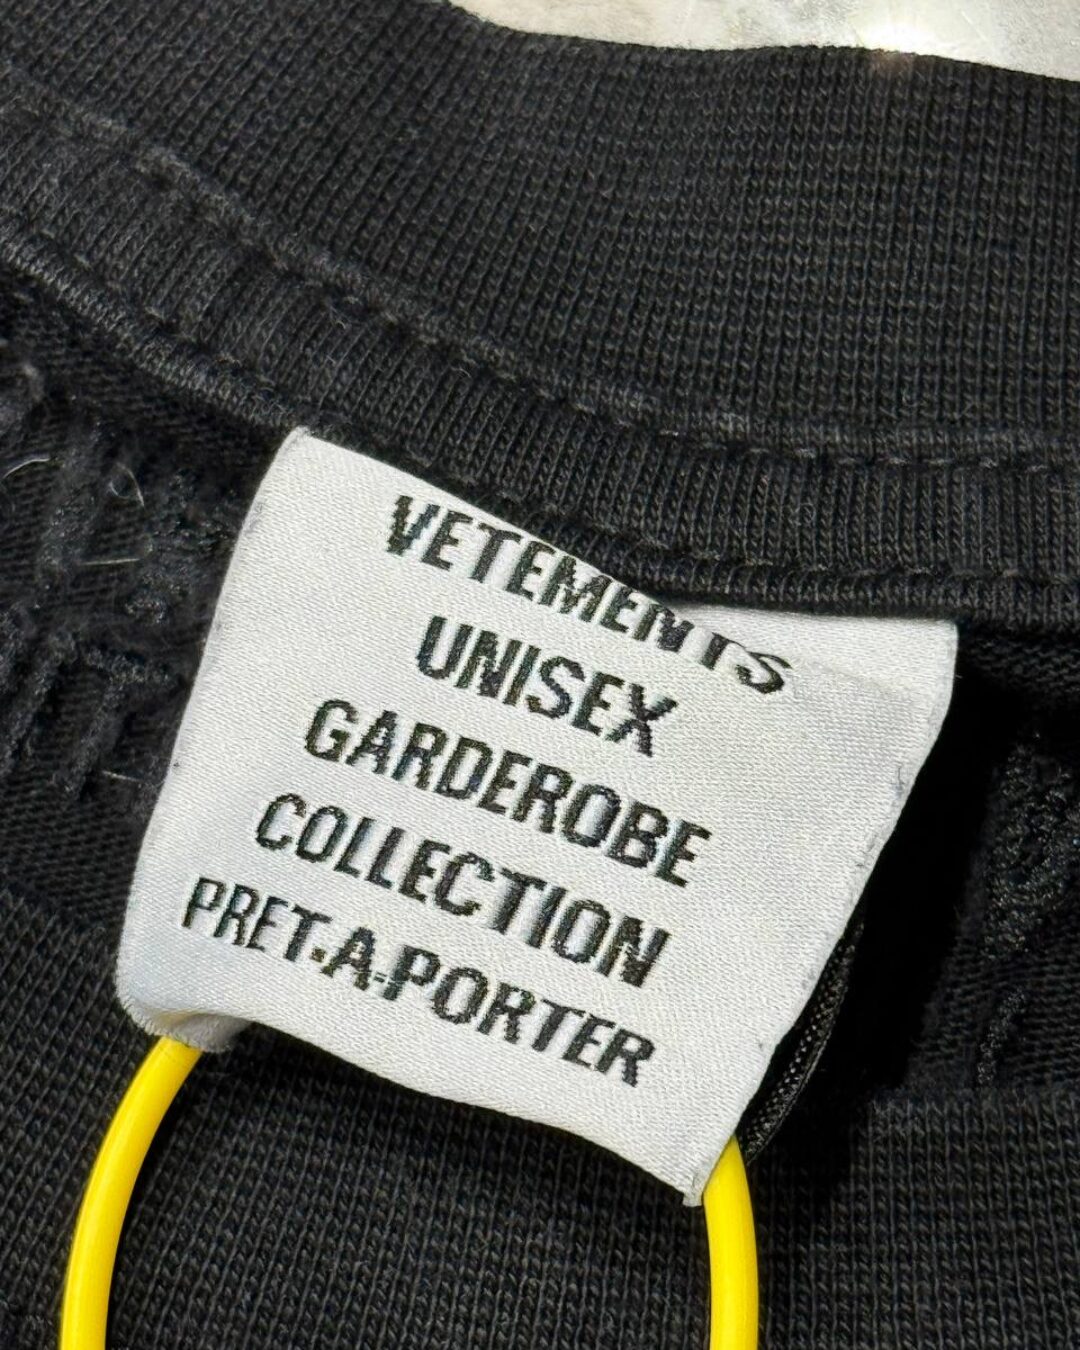 VETEMENTS
UNISEX
GARDEROBE
COLLECTION
PRET-A-PORTER